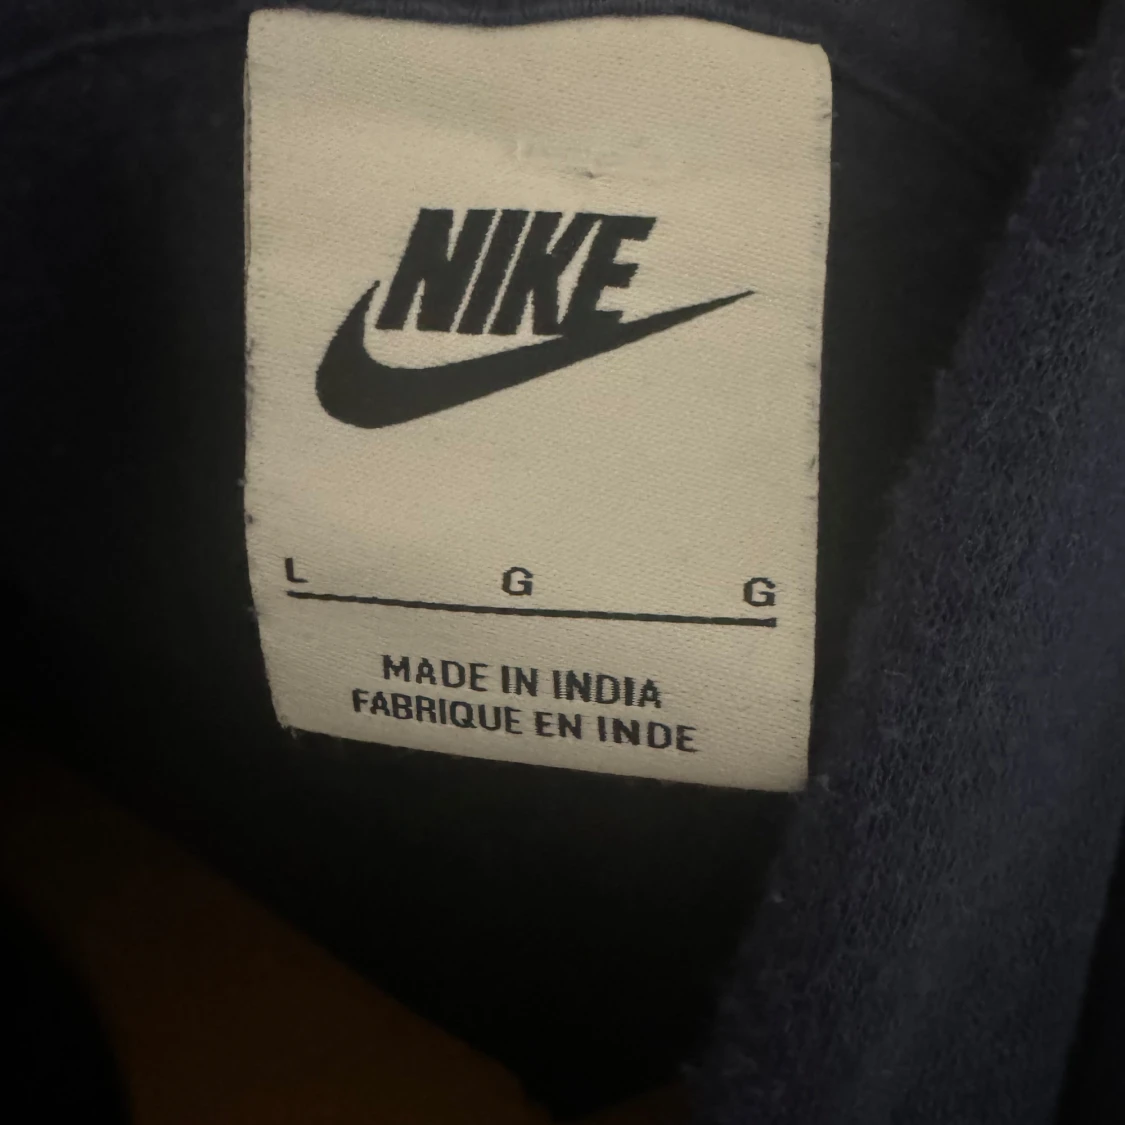 NIKE
L G G
MADE IN INDIA
FABRIQUE EN INDE